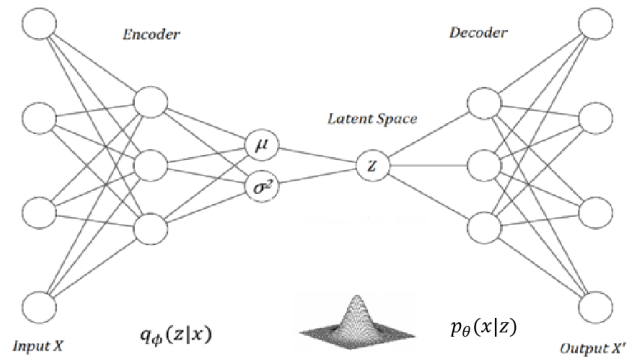 Encoder
Decoder
Latent Space
μ
σ²
Z
q_ϕ(z|x)
p_θ(x|z)
Input X
Output X'